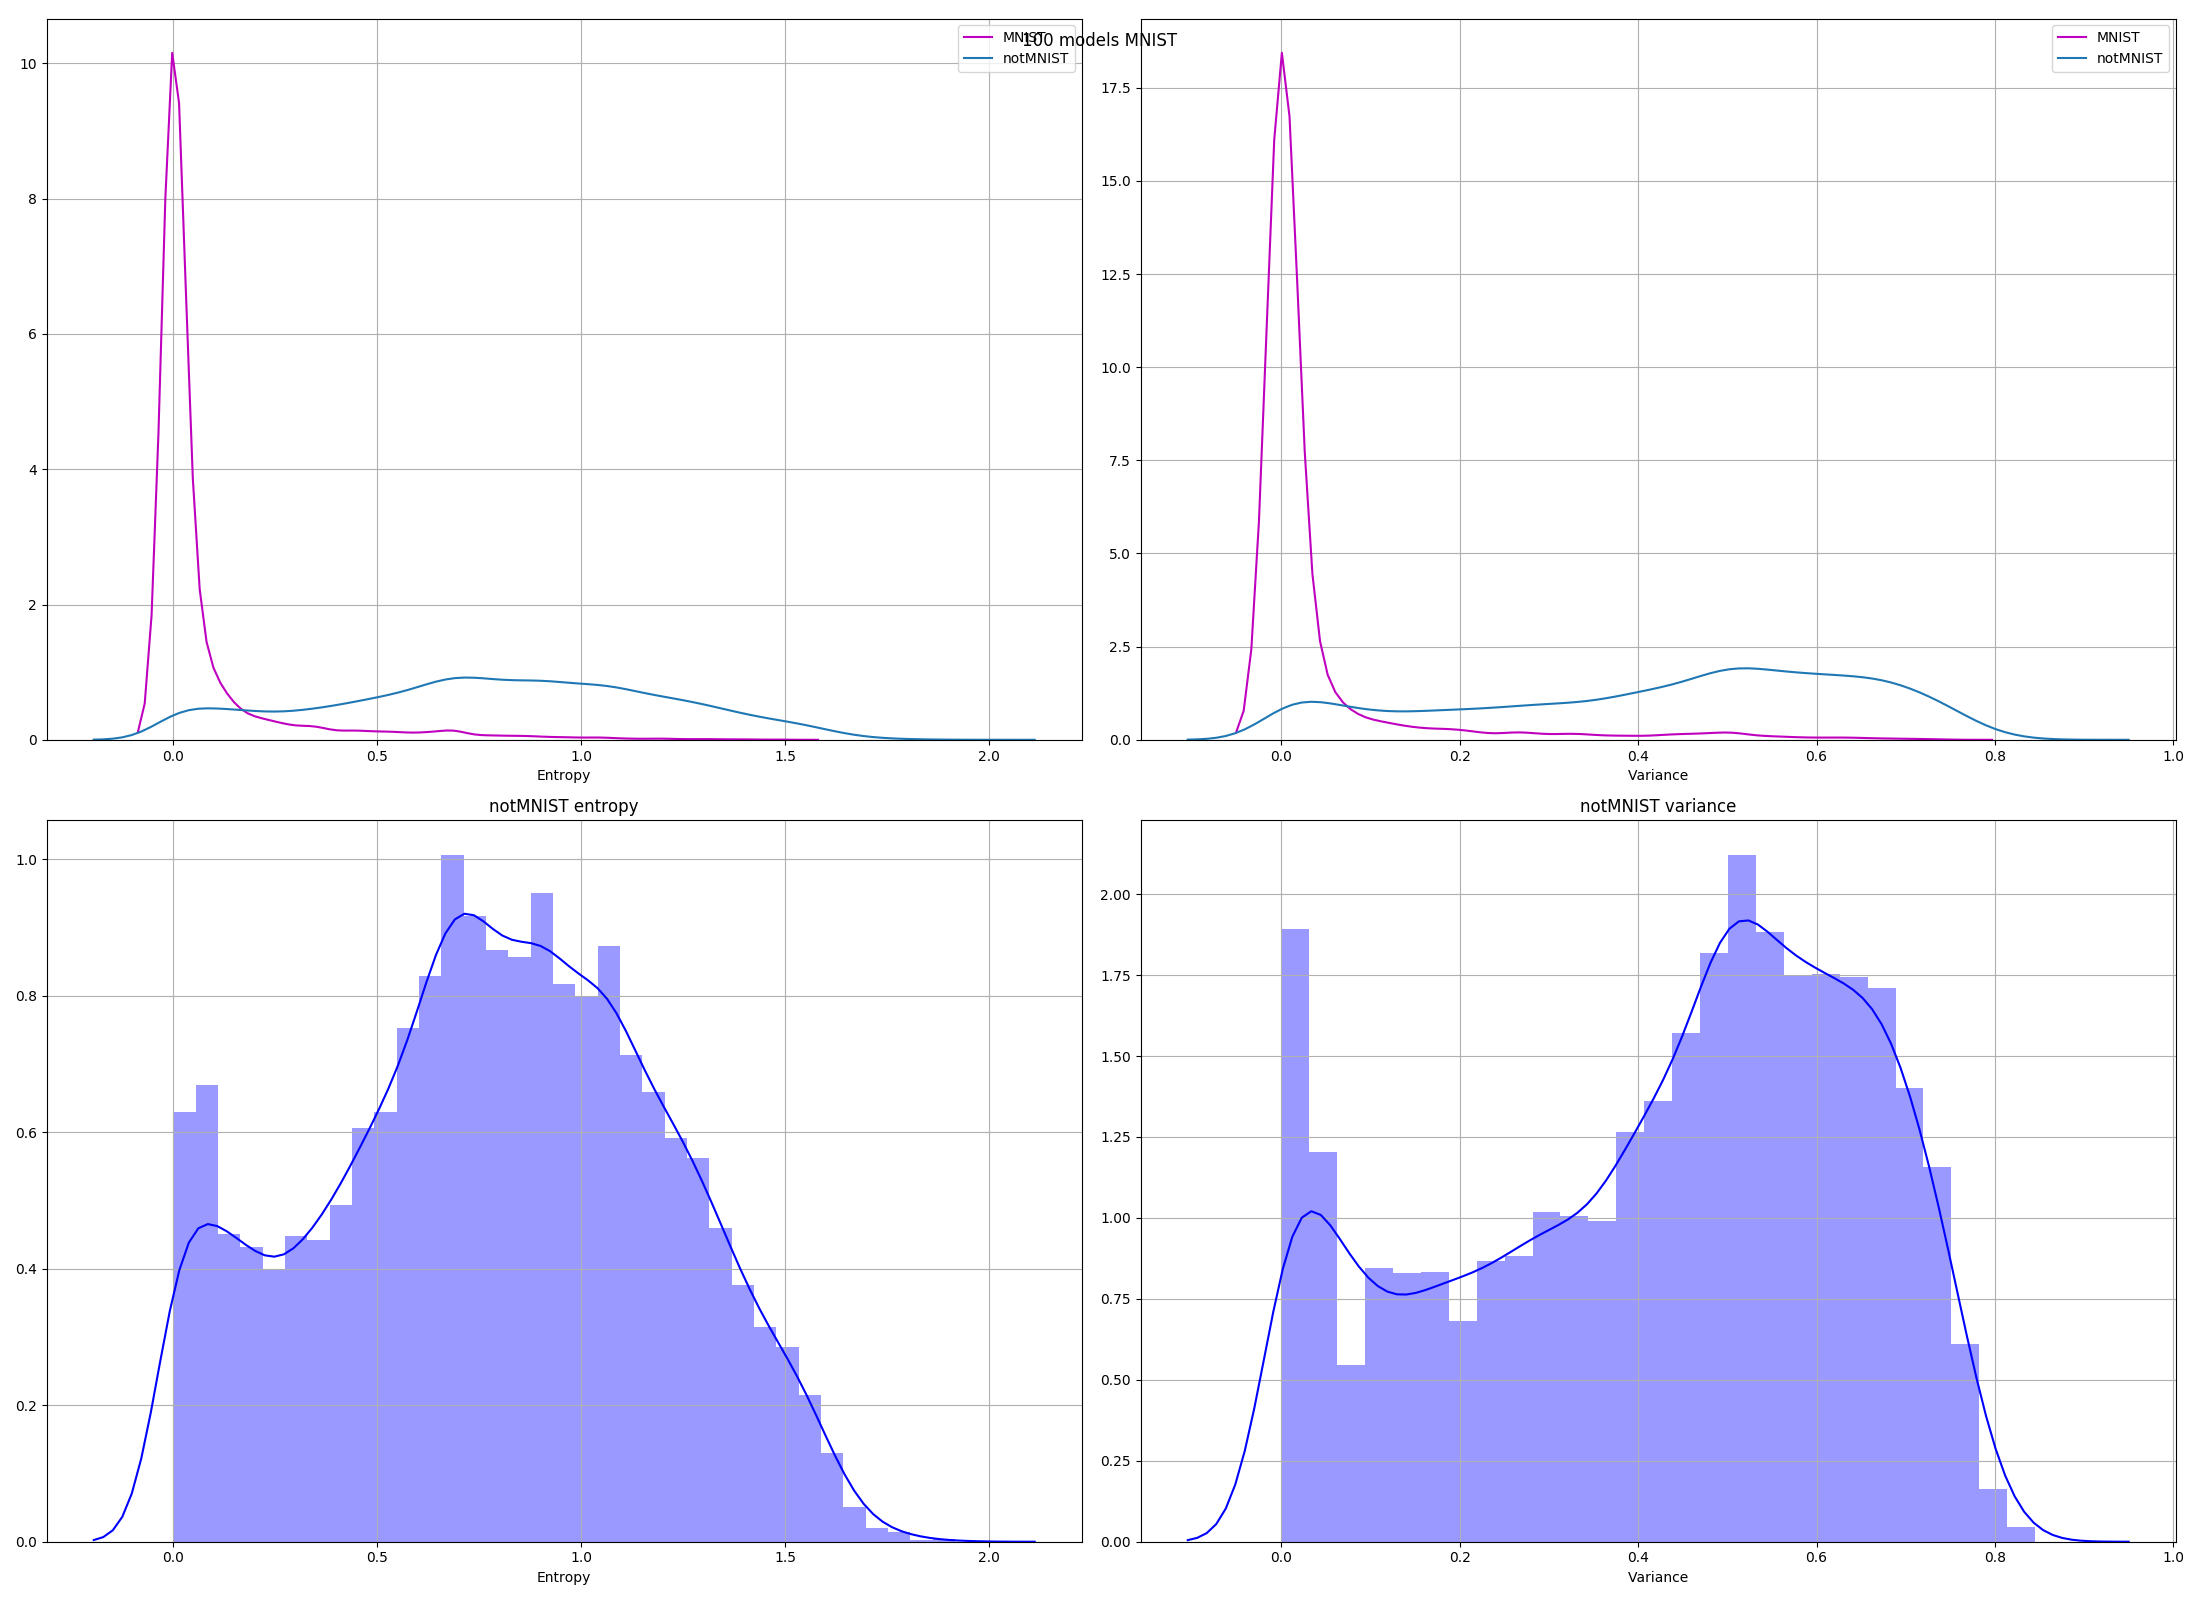 100 models MNIST
MNIST
notMNIST
10
8
6
4
2
0
0.0 0.5 1.0 1.5 2.0
Entropy
MNIST
notMNIST
17.5
15.0
12.5
10.0
7.5
5.0
2.5
0.0
0.0 0.2 0.4 0.6 0.8 1.0
Variance
notMNIST entropy
1.0
0.8
0.6
0.4
0.2
0.0
0.0 0.5 1.0 1.5 2.0
Entropy
notMNIST variance
2.00
1.75
1.50
1.25
1.00
0.75
0.50
0.25
0.00
0.0 0.2 0.4 0.6 0.8 1.0
Variance